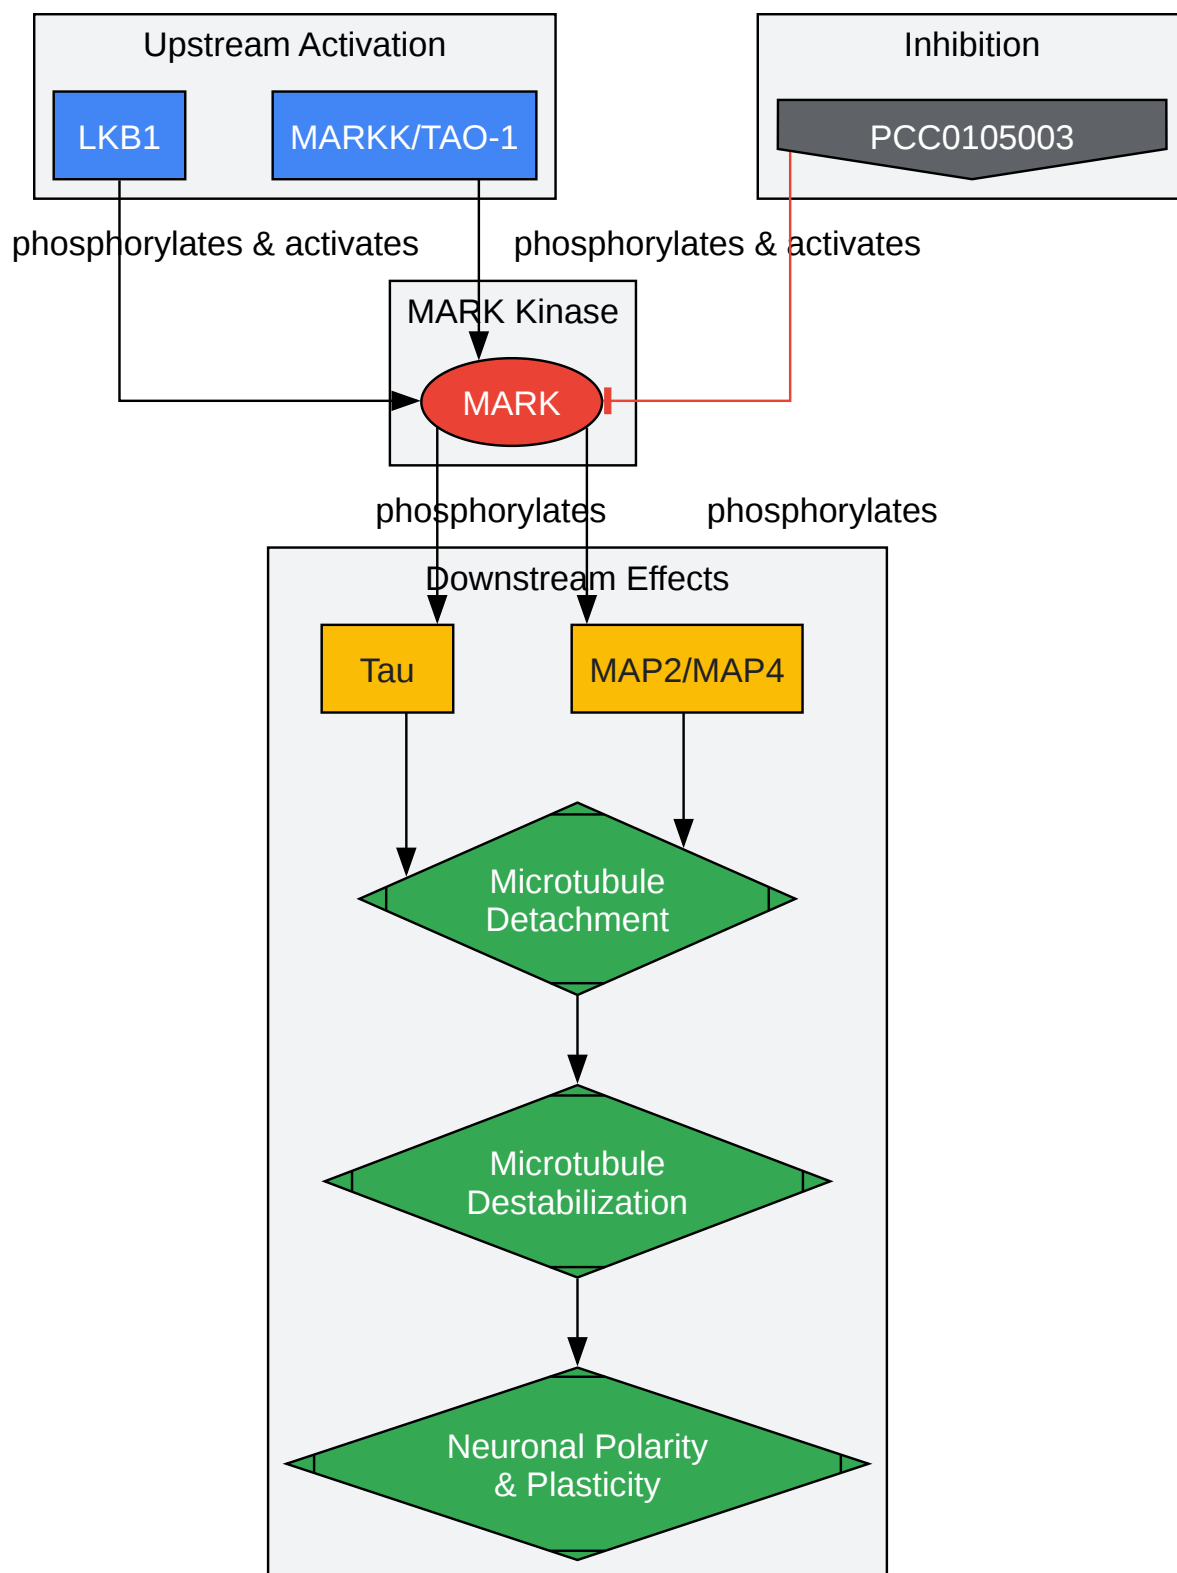 Upstream Activation
Inhibition
LKB1
MARKK/TAO-1
PCC0105003
phosphorylates & activates
phosphorylates & activates
MARK Kinase
MARK
phosphorylates
phosphorylates
Downstream Effects
Tau
MAP2/MAP4
Microtubule
Detachment
Microtubule
Destabilization
Neuronal Polarity
& Plasticity